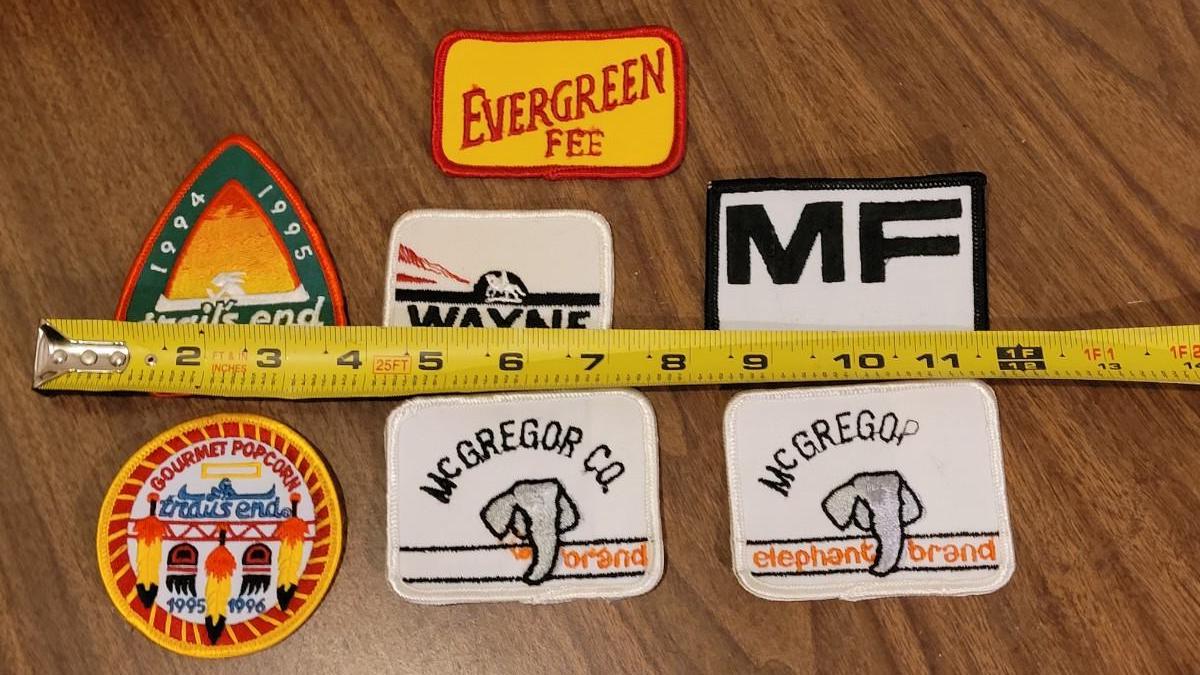 EVERGREEN
FEE
1994 1995
trail's end
WAYNE
MF
2 FT & IN INCHES 3 4 25FT 5 6 7 8 9 10 11 1F 12 1F1 13 1F2 14
GOURMET POPCORN
trail's end
1995 1996
MCGREGOR CO.
brand
MCGREGOR
elephant brand